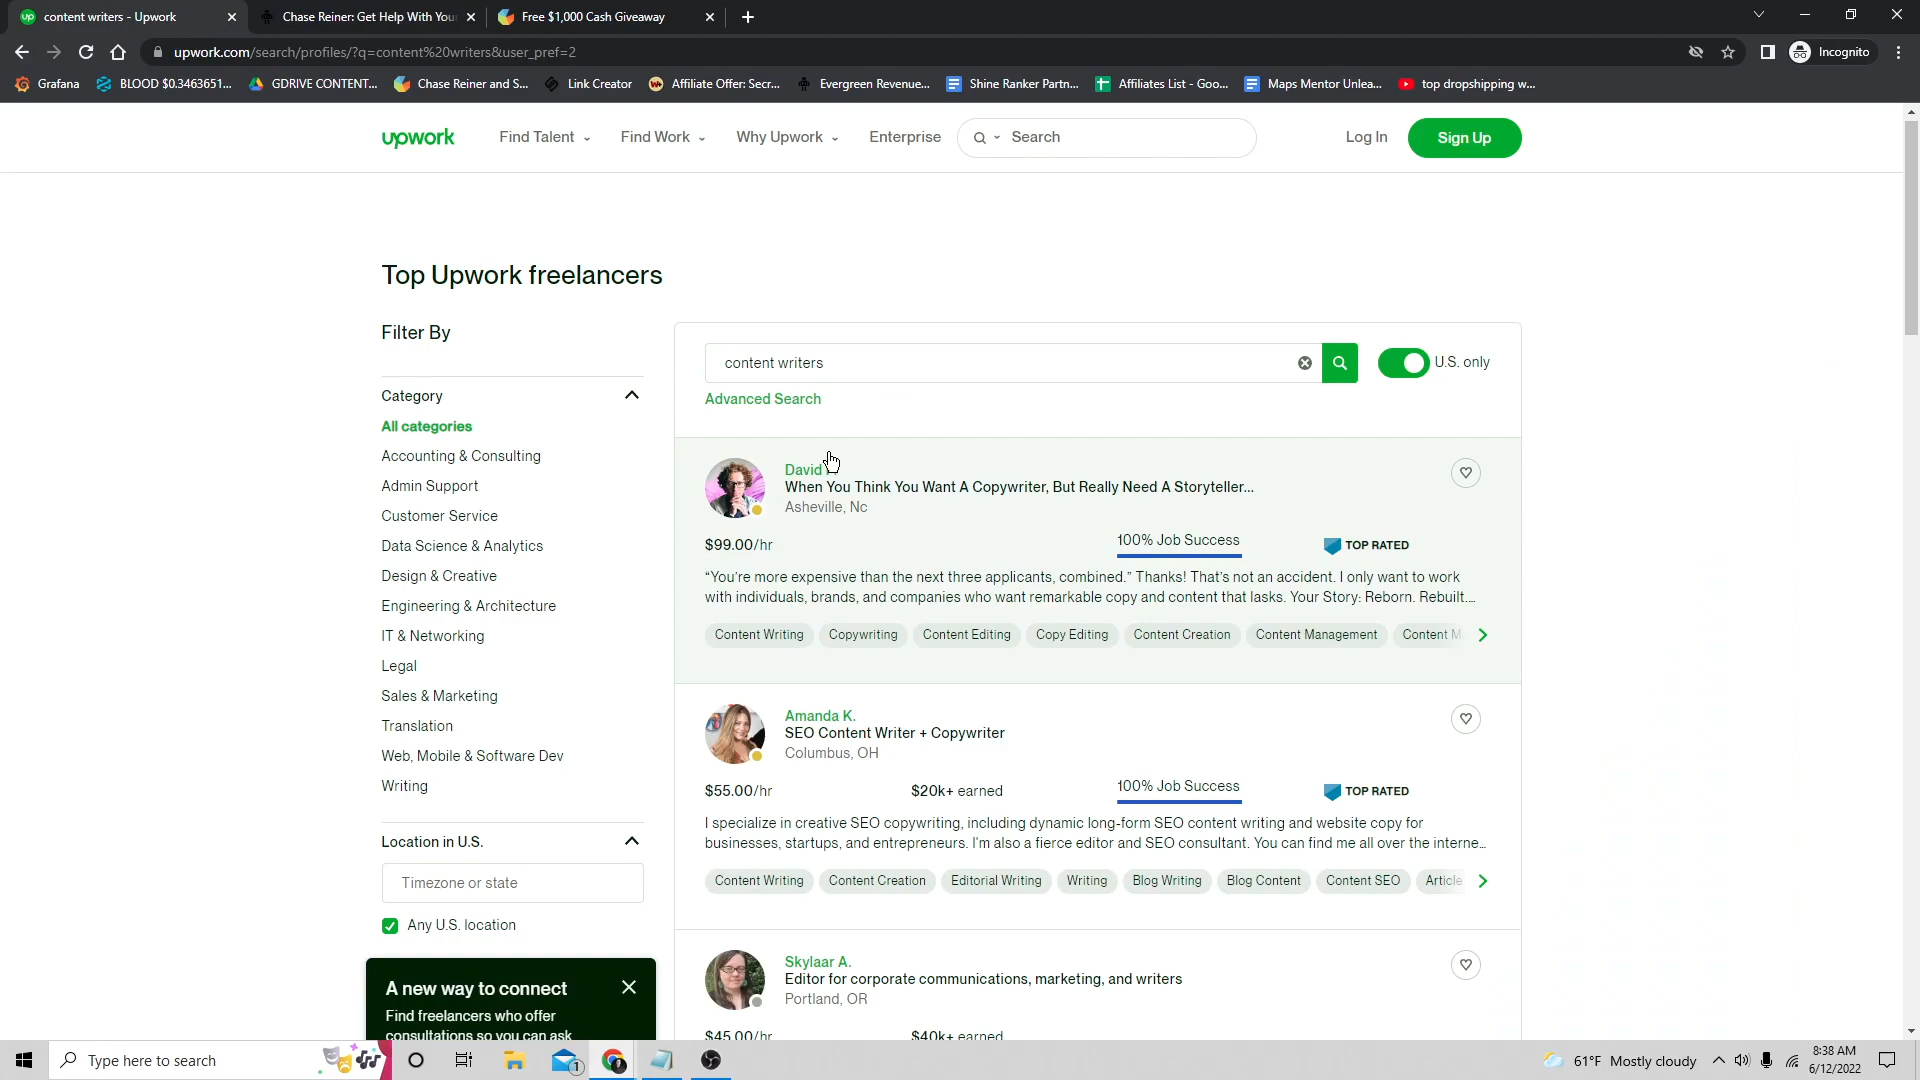 content writers - Upwork
Chase Reiner: Get Help With You
Free $1,000 Cash Giveaway
upwork.com/search/profiles/?q=content%20writers&user_pref=2
Incognito
Grafana
BLOOD $0.3463651...
GDRIVE CONTENT...
Chase Reiner and S...
Link Creator
Affiliate Offer: Secr...
Evergreen Revenue...
Shine Ranker Partn...
Affiliates List - Goo...
Maps Mentor Unlea...
top dropshipping w...
upwork
Find Talent
Find Work
Why Upwork
Enterprise
Search
Log In
Sign Up
Top Upwork freelancers
Filter By
Category
All categories
Accounting & Consulting
Admin Support
Customer Service
Data Science & Analytics
Design & Creative
Engineering & Architecture
IT & Networking
Legal
Sales & Marketing
Translation
Web, Mobile & Software Dev
Writing
Location in U.S.
Timezone or state
Any U.S. location
A new way to connect
Find freelancers who offer
consultations so you can ask
content writers
U.S. only
Advanced Search
David
When You Think You Want A Copywriter, But Really Need A Storyteller...
Asheville, Nc
$99.00/hr
100% Job Success
TOP RATED
“You're more expensive than the next three applicants, combined.” Thanks! That's not an accident. I only want to work
with individuals, brands, and companies who want remarkable copy and content that lasks. Your Story: Reborn. Rebuilt....
Content Writing
Copywriting
Content Editing
Copy Editing
Content Creation
Content Management
Content M
Amanda K.
SEO Content Writer + Copywriter
Columbus, OH
$55.00/hr
$20k+ earned
100% Job Success
TOP RATED
I specialize in creative SEO copywriting, including dynamic long-form SEO content writing and website copy for
businesses, startups, and entrepreneurs. I'm also a fierce editor and SEO consultant. You can find me all over the interne...
Content Writing
Content Creation
Editorial Writing
Writing
Blog Writing
Blog Content
Content SEO
Article
Skylaar A.
Editor for corporate communications, marketing, and writers
Portland, OR
$45.00/hr
$40k+ earned
Type here to search
1
61°F Mostly cloudy
8:38 AM
6/12/2022